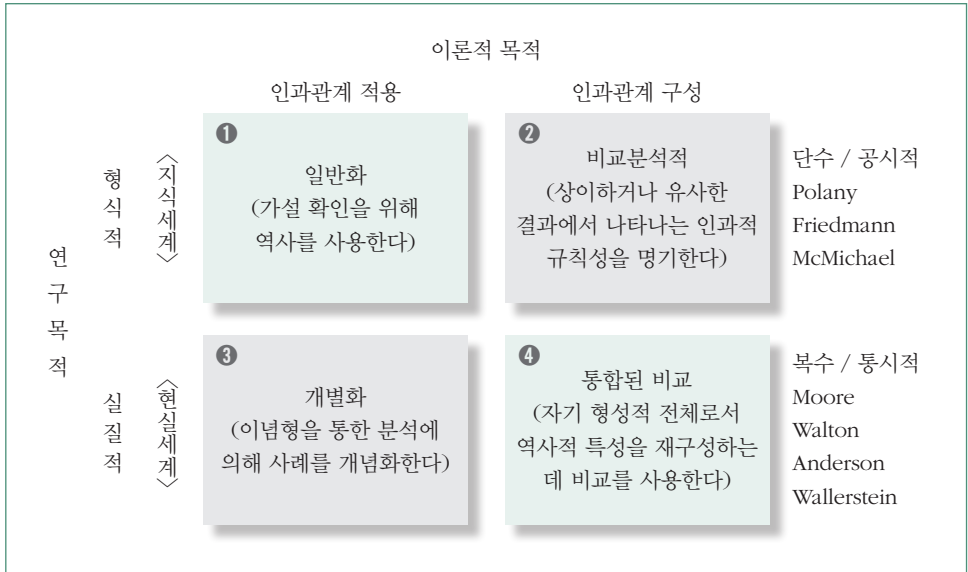 이론적 목적
인과관계 적용
인과관계 구성
연구목적
형식적
〈지식세계〉
❶
일반화
(가설 확인을 위해
역사를 사용한다)
❷
비교분석적
(상이하거나 유사한
결과에서 나타나는 인과적
규칙성을 명기한다)
단수 / 공시적
Polany
Friedmann
McMichael
실질적
〈현실세계〉
❸
개별화
(이념형을 통한 분석에
의해 사례를 개념화한다)
❹
통합된 비교
(자기 형성적 전체로서
역사적 특성을 재구성하는
데 비교를 사용한다)
복수 / 통시적
Moore
Walton
Anderson
Wallerstein